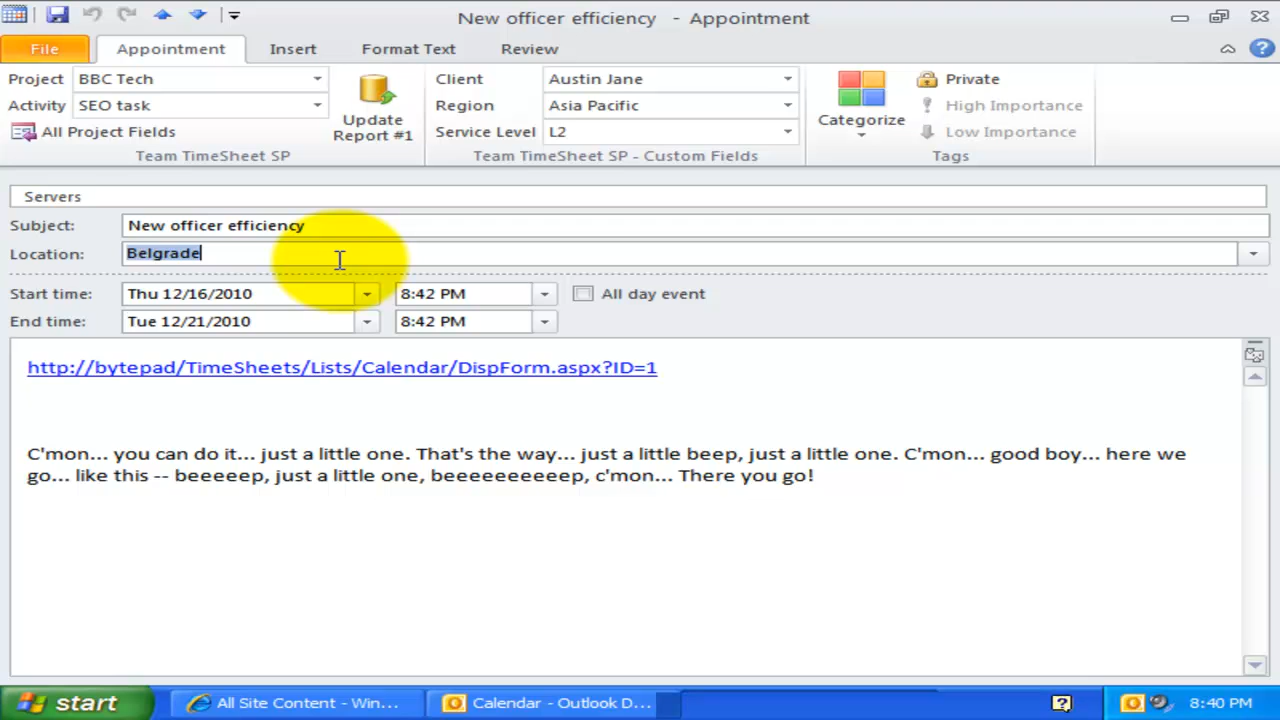 New officer efficiency - Appointment
File Appointment Insert Format Text Review
Project BBC Tech
Activity SEO task
All Project Fields
Team TimeSheet SP
Update
Report #1
Client Austin Jane
Region Asia Pacific
Service Level L2
Team TimeSheet SP - Custom Fields
Categorize
Private
High Importance
Low Importance
Tags
Servers
Subject: New officer efficiency
Location: Belgrade
Start time: Thu 12/16/2010 8:42 PM All day event
End time: Tue 12/21/2010 8:42 PM
http://bytepad/TimeSheets/Lists/Calendar/DispForm.aspx?ID=1
C'mon... you can do it... just a little one. That's the way... just a little beep, just a little one. C'mon... good boy... here we
go... like this -- beeeeep, just a little one, beeeeeeeeeep, c'mon... There you go!
start All Site Content - Win... Calendar - Outlook D... 8:40 PM